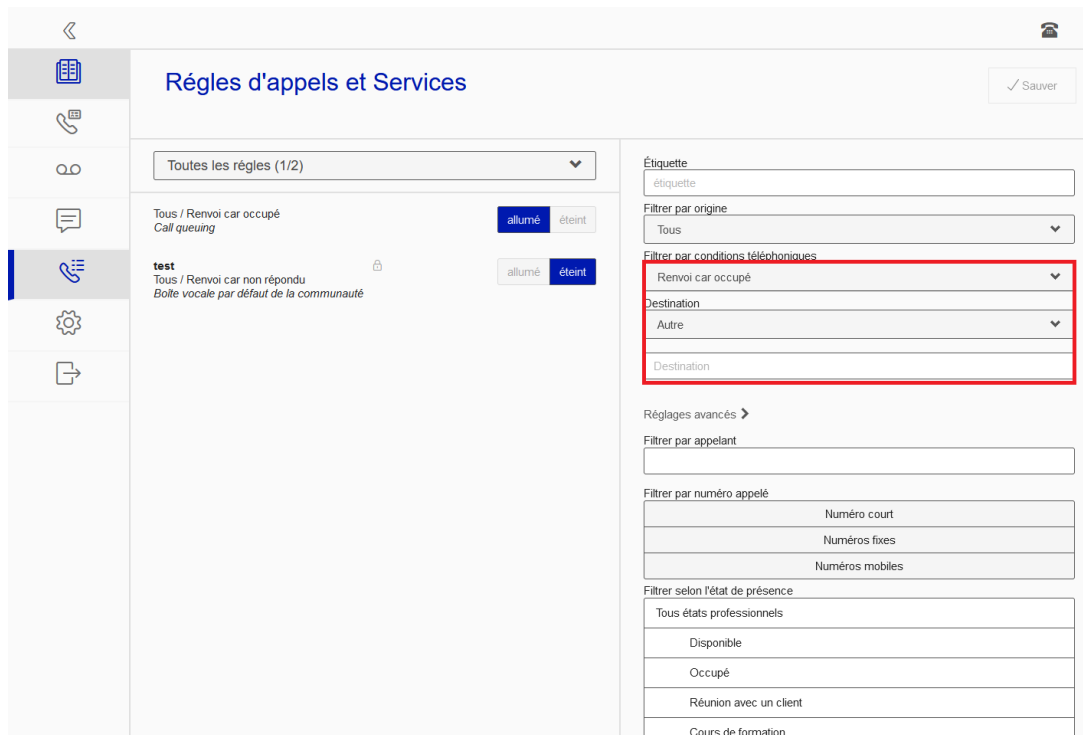 Régles d'appels et Services
Sauver
Toutes les régles (1/2)
Tous / Renvoi car occupé
Call queuing
allumé éteint
test
Tous / Renvoi car non répondu
Boîte vocale par défaut de la communauté
allumé éteint
Étiquette
étiquette
Filtrer par origine
Tous
Filtrer par conditions téléphoniques
Renvoi car occupé
Destination
Autre
Destination
Réglages avancés
Filtrer par appelant
Filtrer par numéro appelé
Numéro court
Numéros fixes
Numéros mobiles
Filtrer selon l'état de présence
Tous états professionnels
Disponible
Occupé
Réunion avec un client
Cours de formation